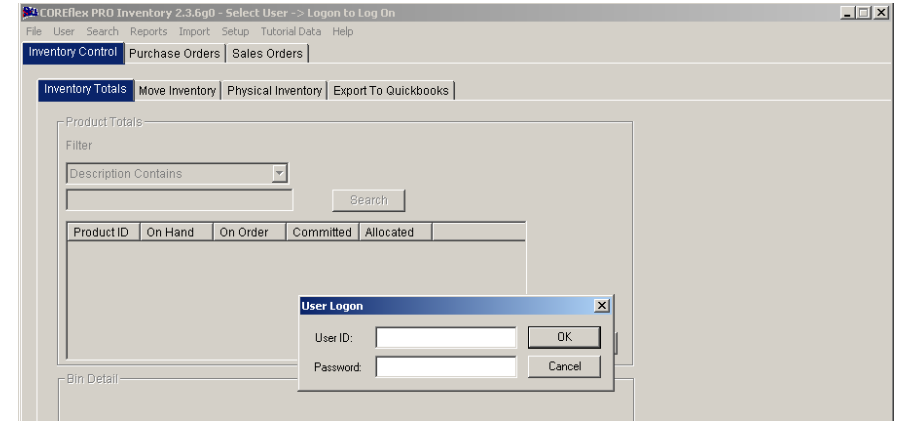 COREflex PRO Inventory 2.3.6g0 - Select User -> Logon to Log On
File User Search Reports Import Setup Tutorial Data Help
Inventory Control Purchase Orders Sales Orders
Inventory Totals Move Inventory Physical Inventory Export To Quickbooks
Product Totals
Filter
Description Contains
Search
Product ID On Hand On Order Committed Allocated
User Logon
User ID: OK
Password: Cancel
Bin Detail